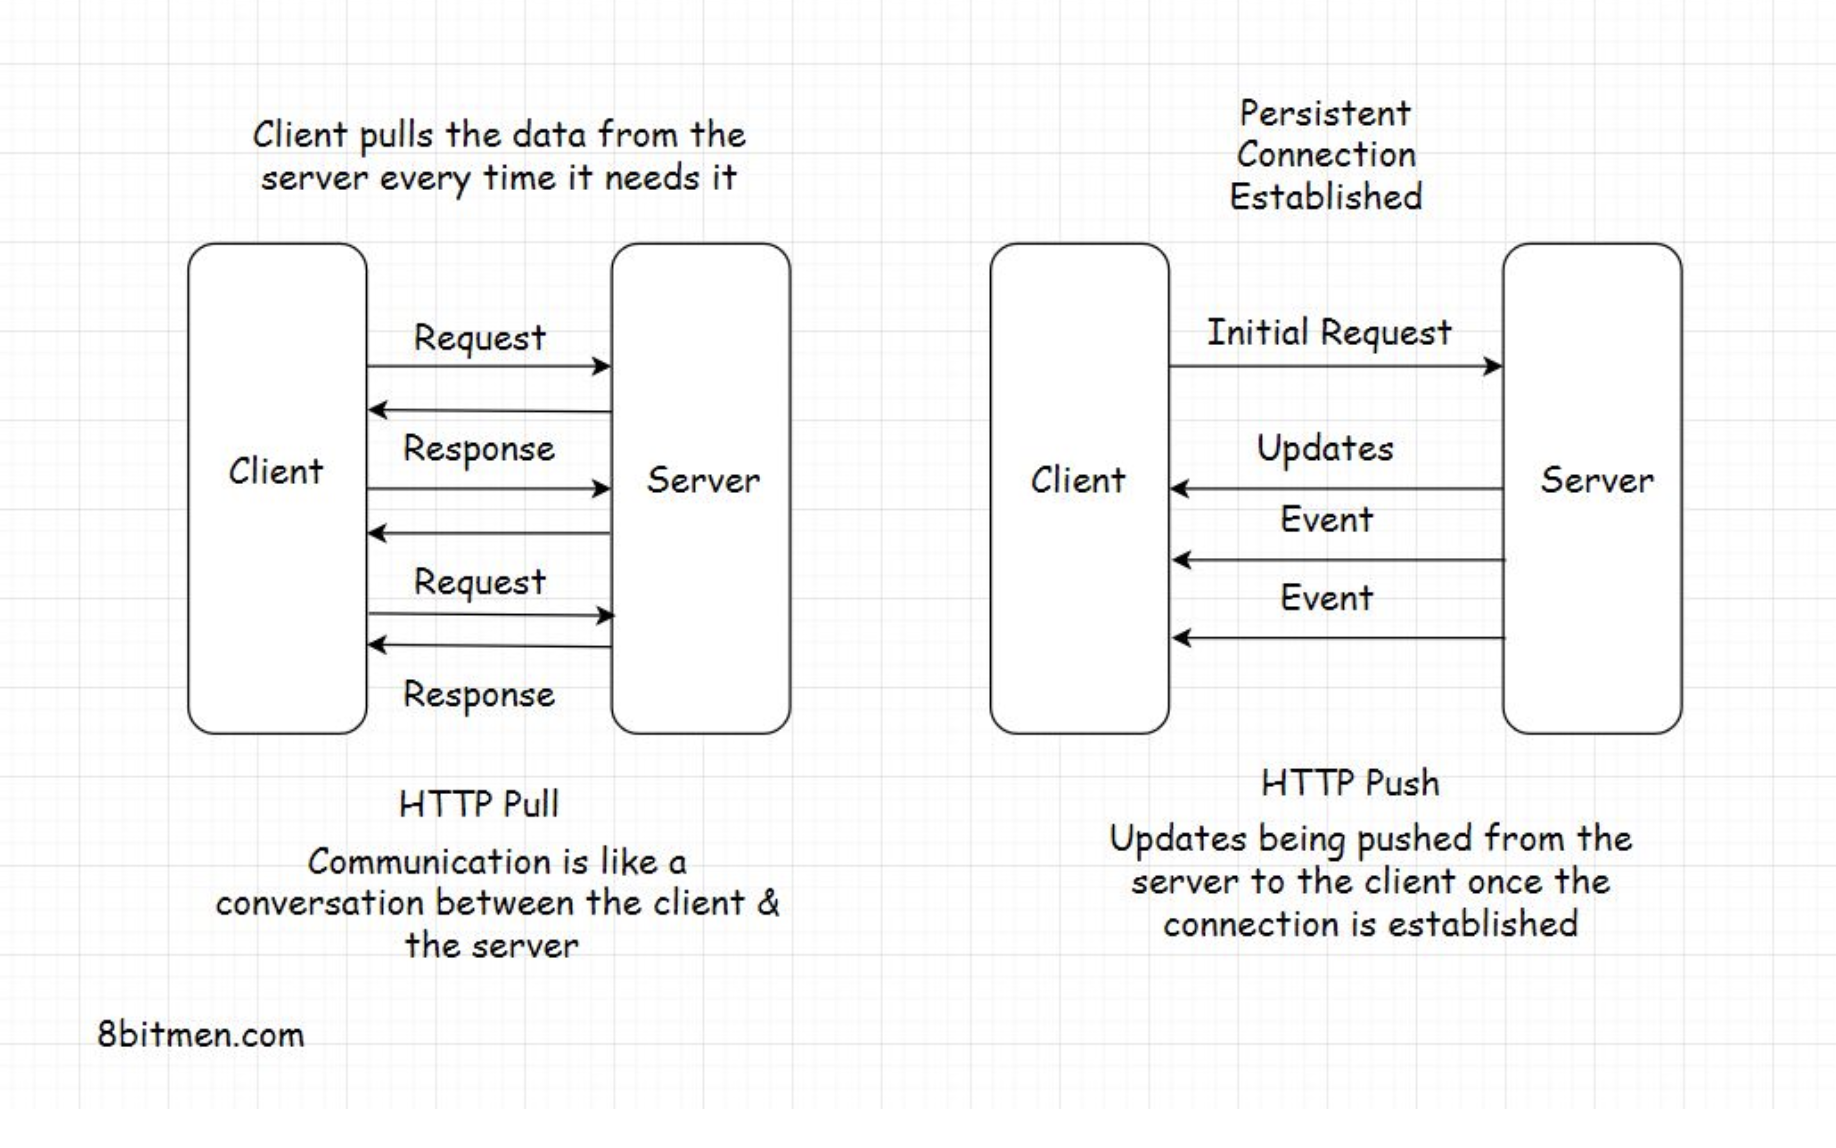 Client pulls the data from the
server every time it needs it
Client
Request
Response
Request
Response
Server
HTTP Pull
Communication is like a
conversation between the client &
the server
Persistent
Connection
Established
Client
Initial Request
Updates
Event
Event
Server
HTTP Push
Updates being pushed from the
server to the client once the
connection is established
8bitmen.com